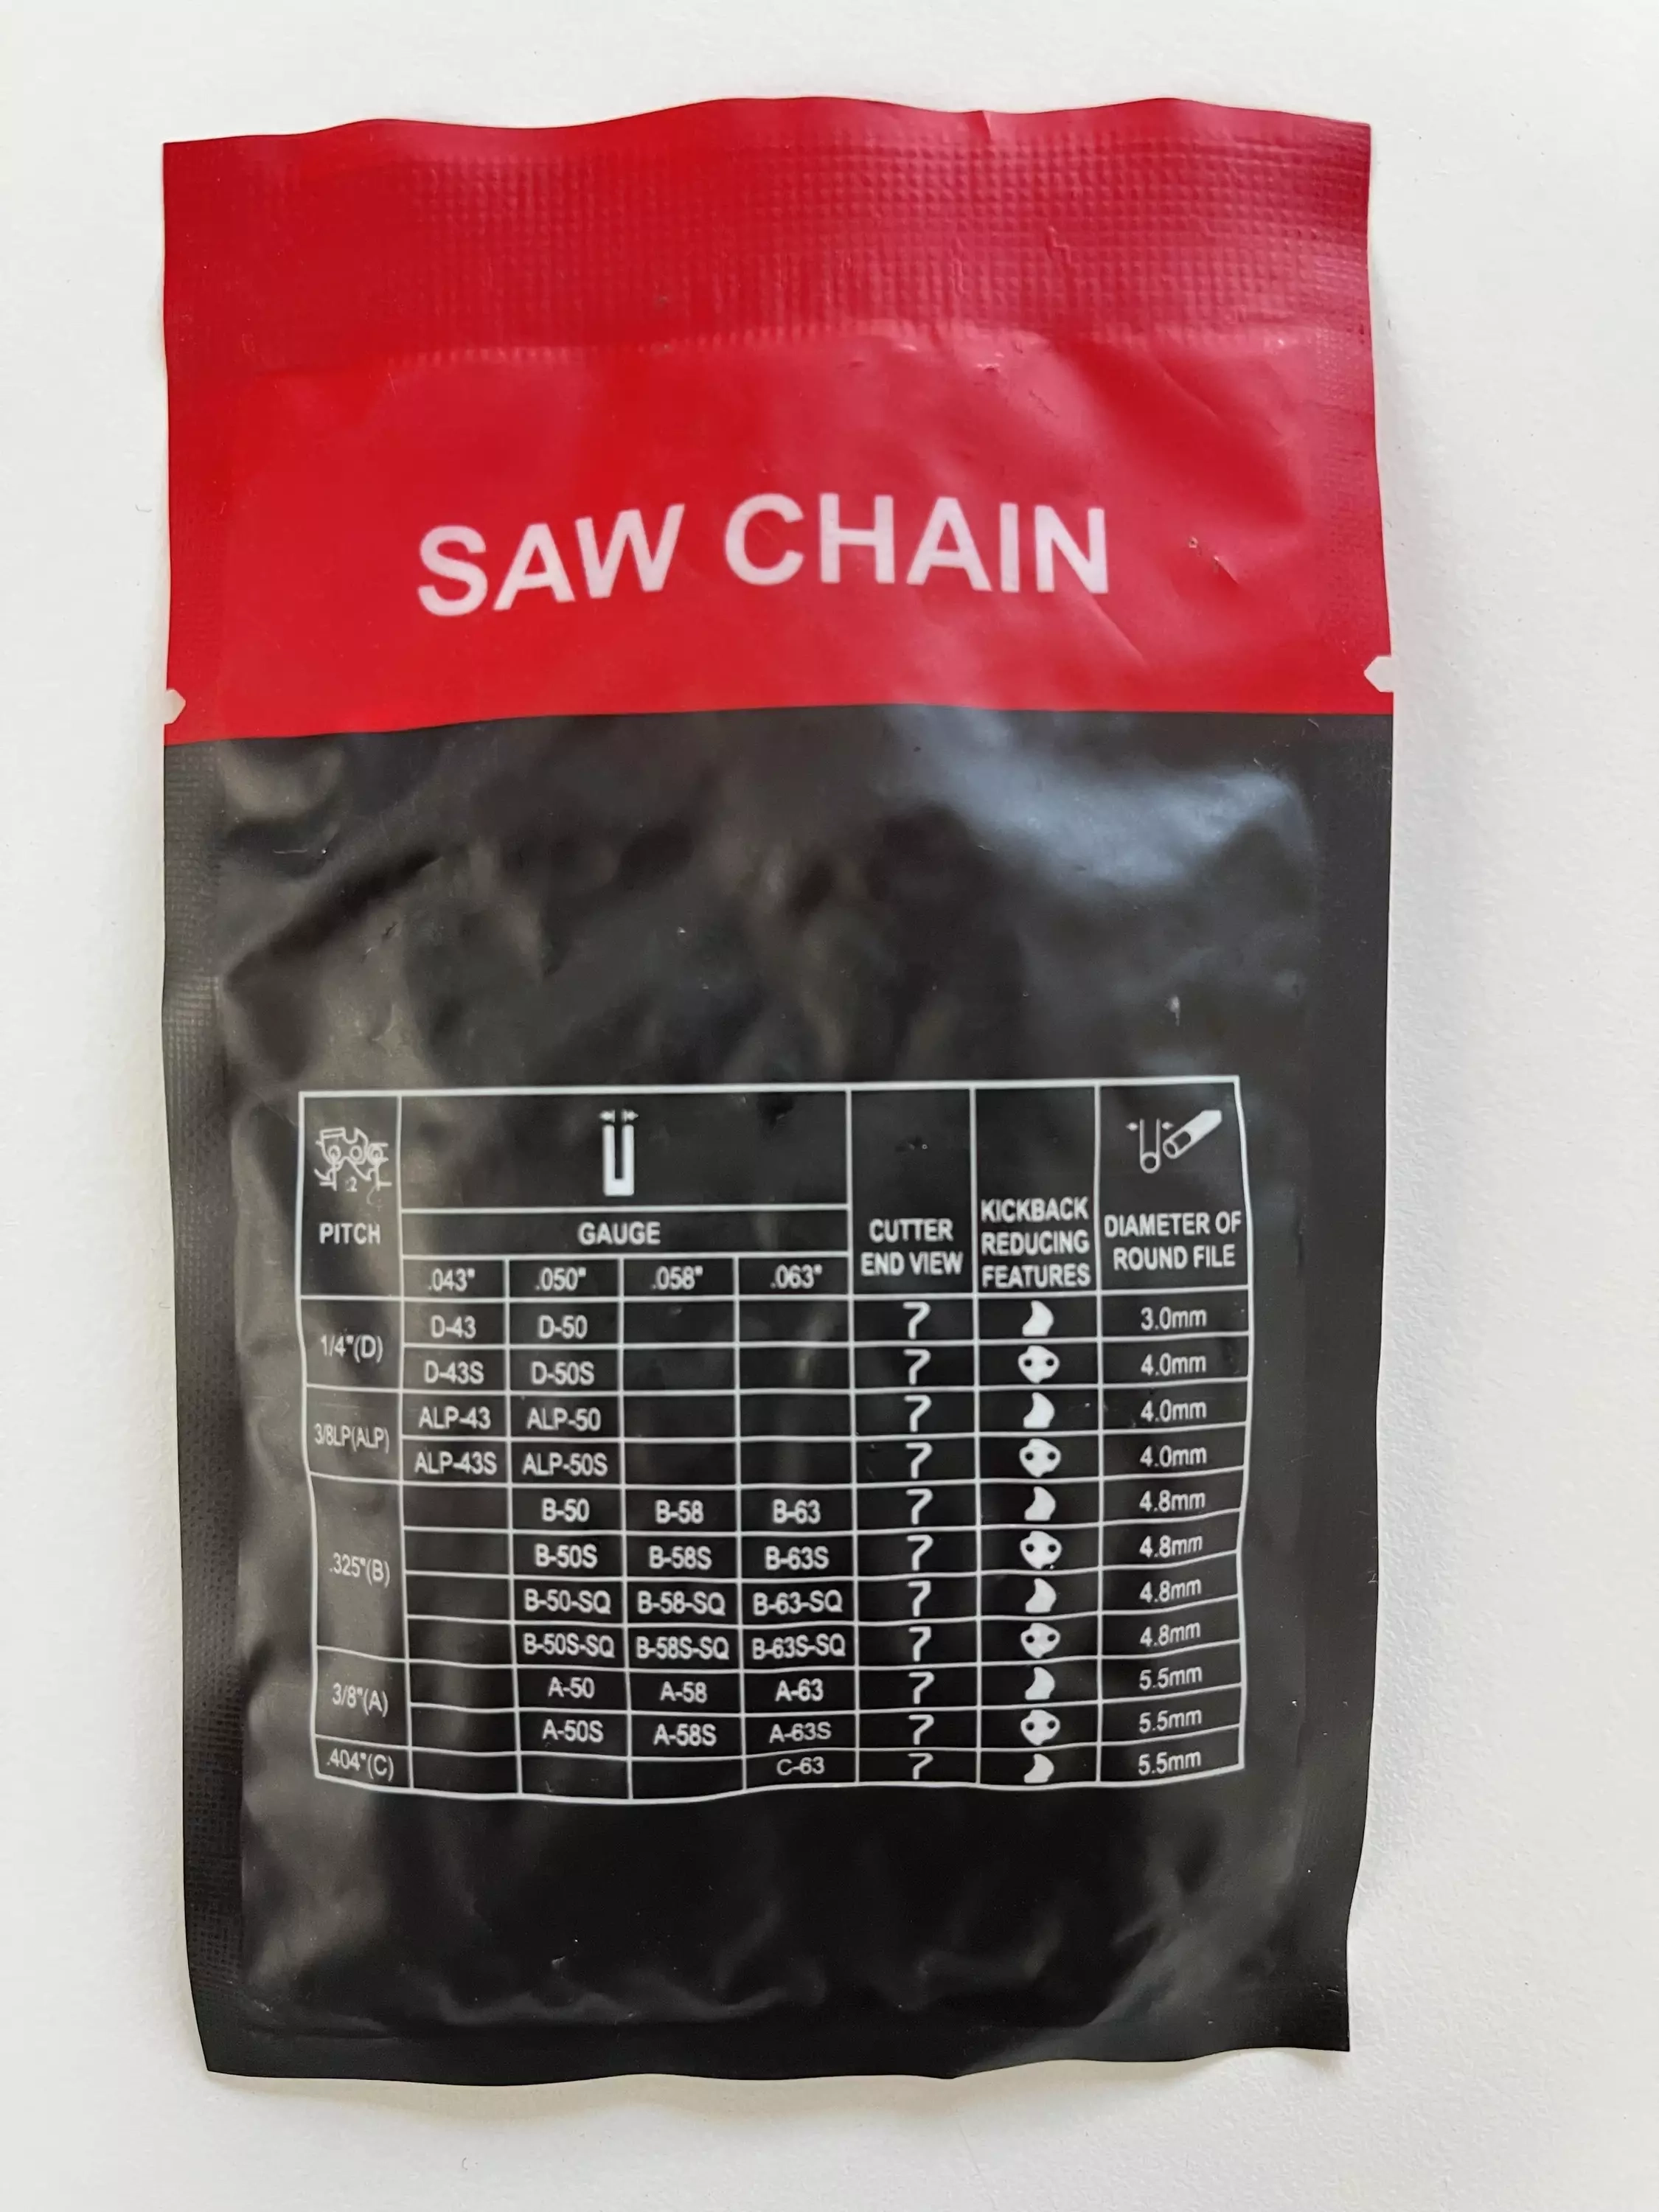 SAW CHAIN
PITCH
GAUGE
.043" .050" .058" .063"
CUTTER
END VIEW
KICKBACK
REDUCING
FEATURES
DIAMETER OF
ROUND FILE
1/4"(D)
D-43 D-50 3.0mm
D-43S D-50S 4.0mm
3/8LP(ALP)
ALP-43 ALP-50 4.0mm
ALP-43S ALP-50S 4.0mm
.325"(B)
B-50 B-58 B-63 4.8mm
B-50S B-58S B-63S 4.8mm
B-50-SQ B-58-SQ B-63-SQ 4.8mm
B-50S-SQ B-58S-SQ B-63S-SQ 4.8mm
3/8"(A)
A-50 A-58 A-63 5.5mm
A-50S A-58S A-63S 5.5mm
.404"(C) C-63 5.5mm